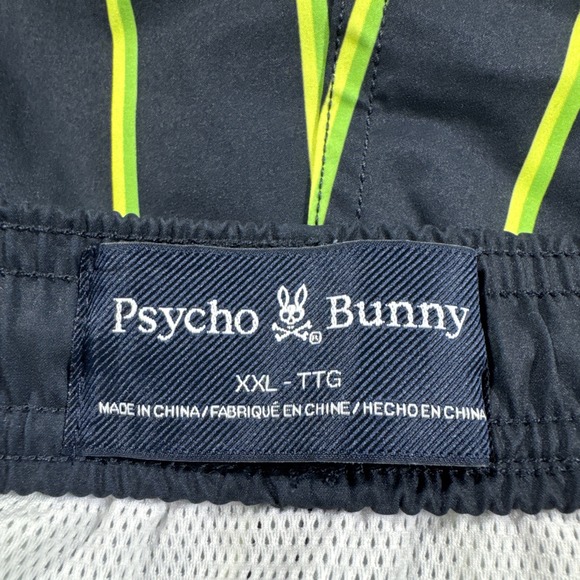 Psycho Bunny
XXL - TTG
MADE IN CHINA / FABRIQUÉ EN CHINE / HECHO EN CHINA